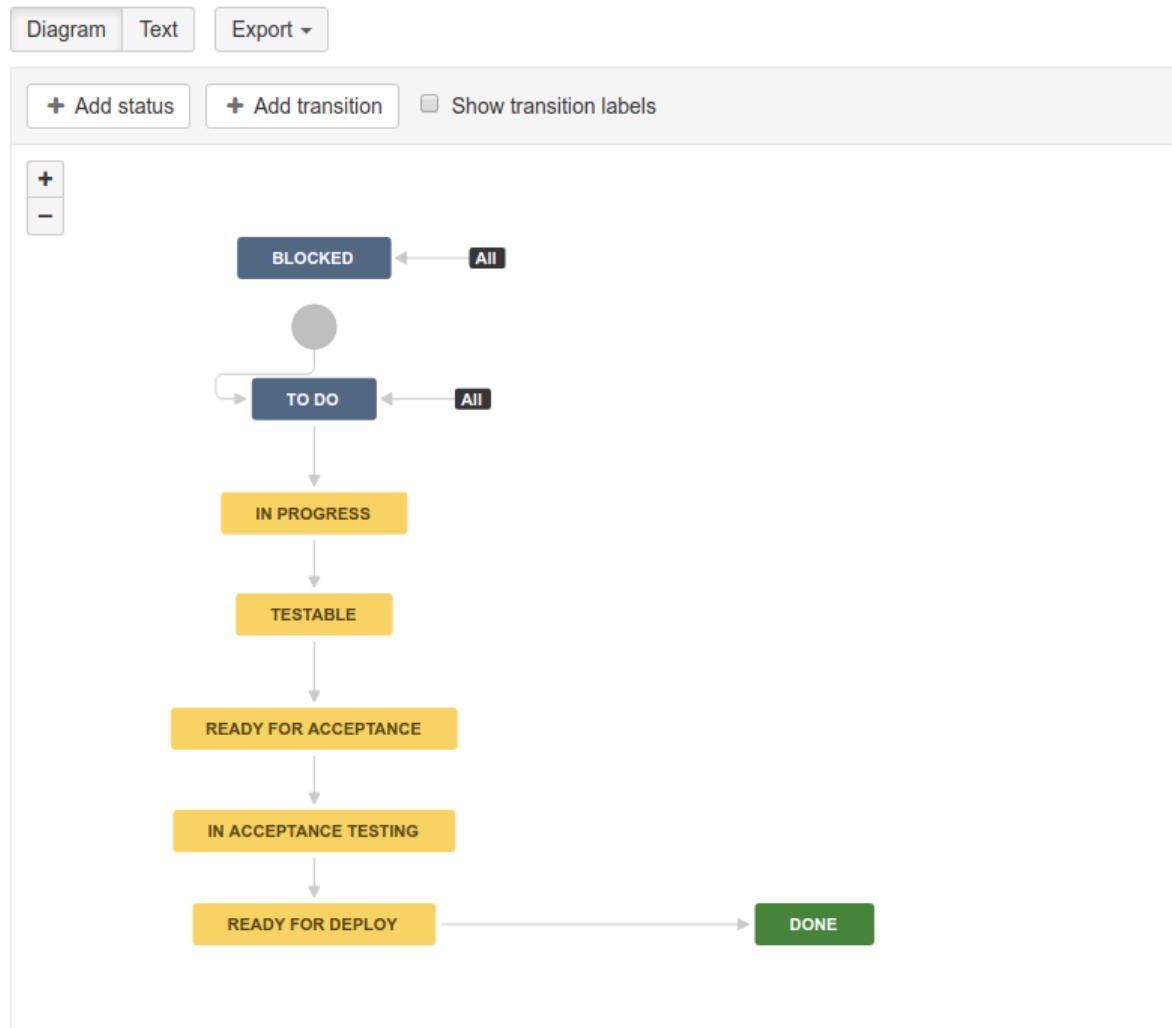 Diagram Text Export
+ Add status + Add transition Show transition labels
+
−
BLOCKED All
TO DO All
IN PROGRESS
TESTABLE
READY FOR ACCEPTANCE
IN ACCEPTANCE TESTING
READY FOR DEPLOY DONE